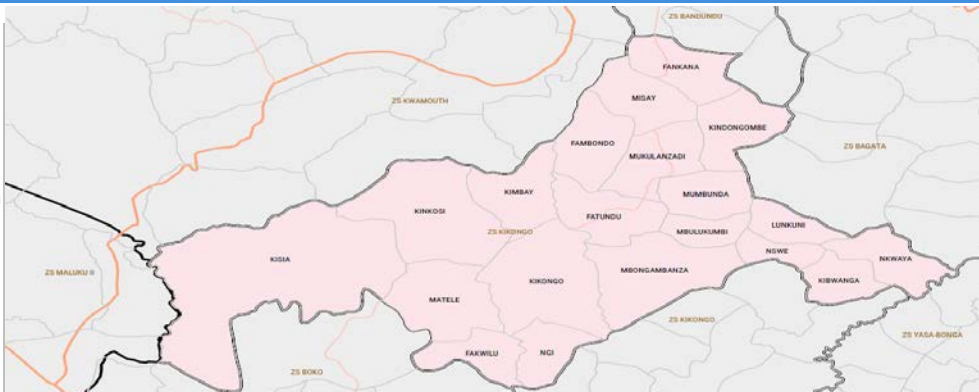 ZS BANDUNDU
FANKANA
ZS KWAMOUTH
MISAY
KINDONGOMBE
FAMBONDO
ZS BAGATA
MUKULANZADI
KIMBAY
MUMBUNDA
KINKOSI
FATUNDU
LUNKUNI
ZS KIKONGO
MBULUKUMBI
NSWE
KISIA
NKWAYA
ZS MALUKU II
MBONGAMBANZA
KIKONGO
KIBWANGA
MATELE
ZS KIKONGO
ZS YASA-BONGA
FAKWILU
NGI
ZS BOKO